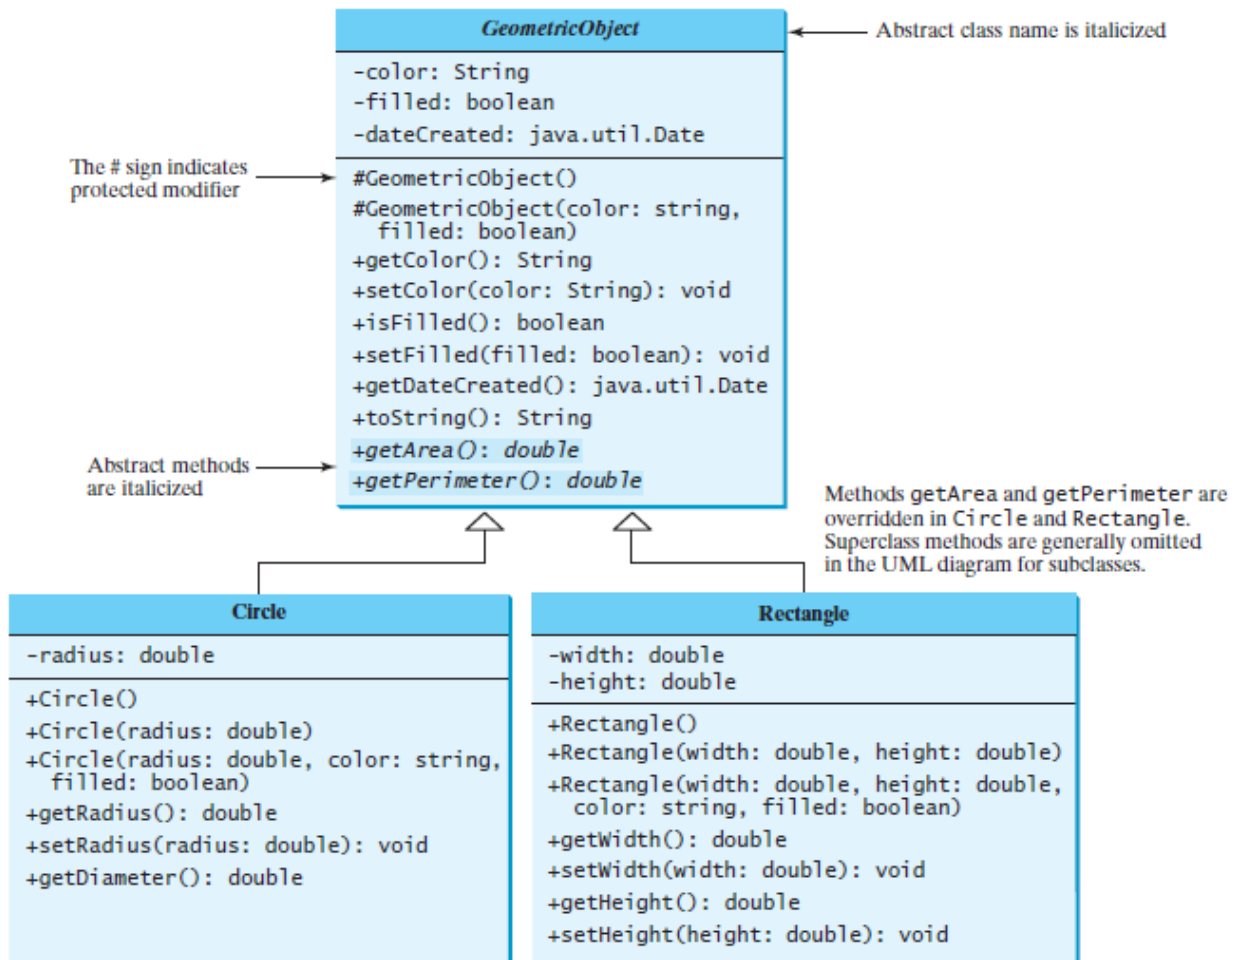 GeometricObject
Abstract class name is italicized
-color: String
-filled: boolean
-dateCreated: java.util.Date
The # sign indicates
protected modifier
#GeometricObject()
#GeometricObject(color: string,
filled: boolean)
+getColor(): String
+setColor(color: String): void
+isFilled(): boolean
+setFilled(filled: boolean): void
+getDateCreated(): java.util.Date
+toString(): String
+getArea(): double
+getPerimeter(): double
Abstract methods
are italicized
Methods getArea and getPerimeter are
overridden in Circle and Rectangle.
Superclass methods are generally omitted
in the UML diagram for subclasses.
Circle
-radius: double
+Circle()
+Circle(radius: double)
+Circle(radius: double, color: string,
filled: boolean)
+getRadius(): double
+setRadius(radius: double): void
+getDiameter(): double
Rectangle
-width: double
-height: double
+Rectangle()
+Rectangle(width: double, height: double)
+Rectangle(width: double, height: double,
color: string, filled: boolean)
+getWidth(): double
+setWidth(width: double): void
+getHeight(): double
+setHeight(height: double): void